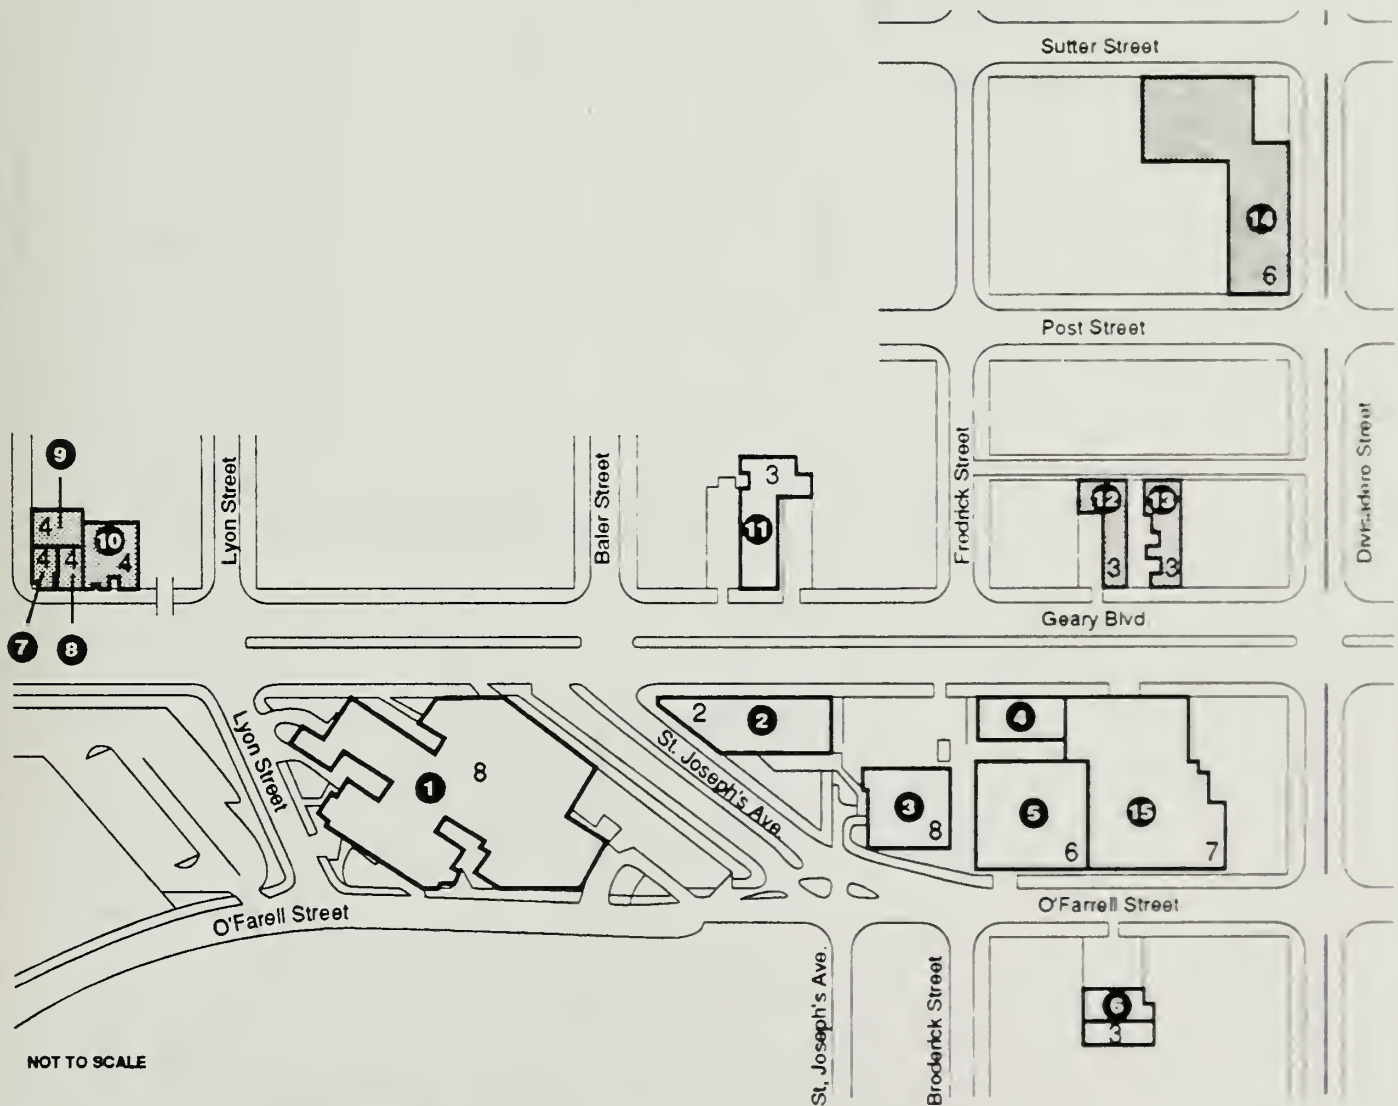 Sutter Street
14
6
Post Street
Divisadero Street
Fredrick Street
Lyon Street
Baler Street
9
4
10
4
4
4
7
8
3
11
12
13
3
3
Geary Blvd.
Lyon Street
1
8
St. Joseph's Ave.
2
2
3
8
4
5
6
15
7
O'Farell Street
O'Farrell Street
St, Joseph's Ave.
Broderick Street
6
3
NOT TO SCALE